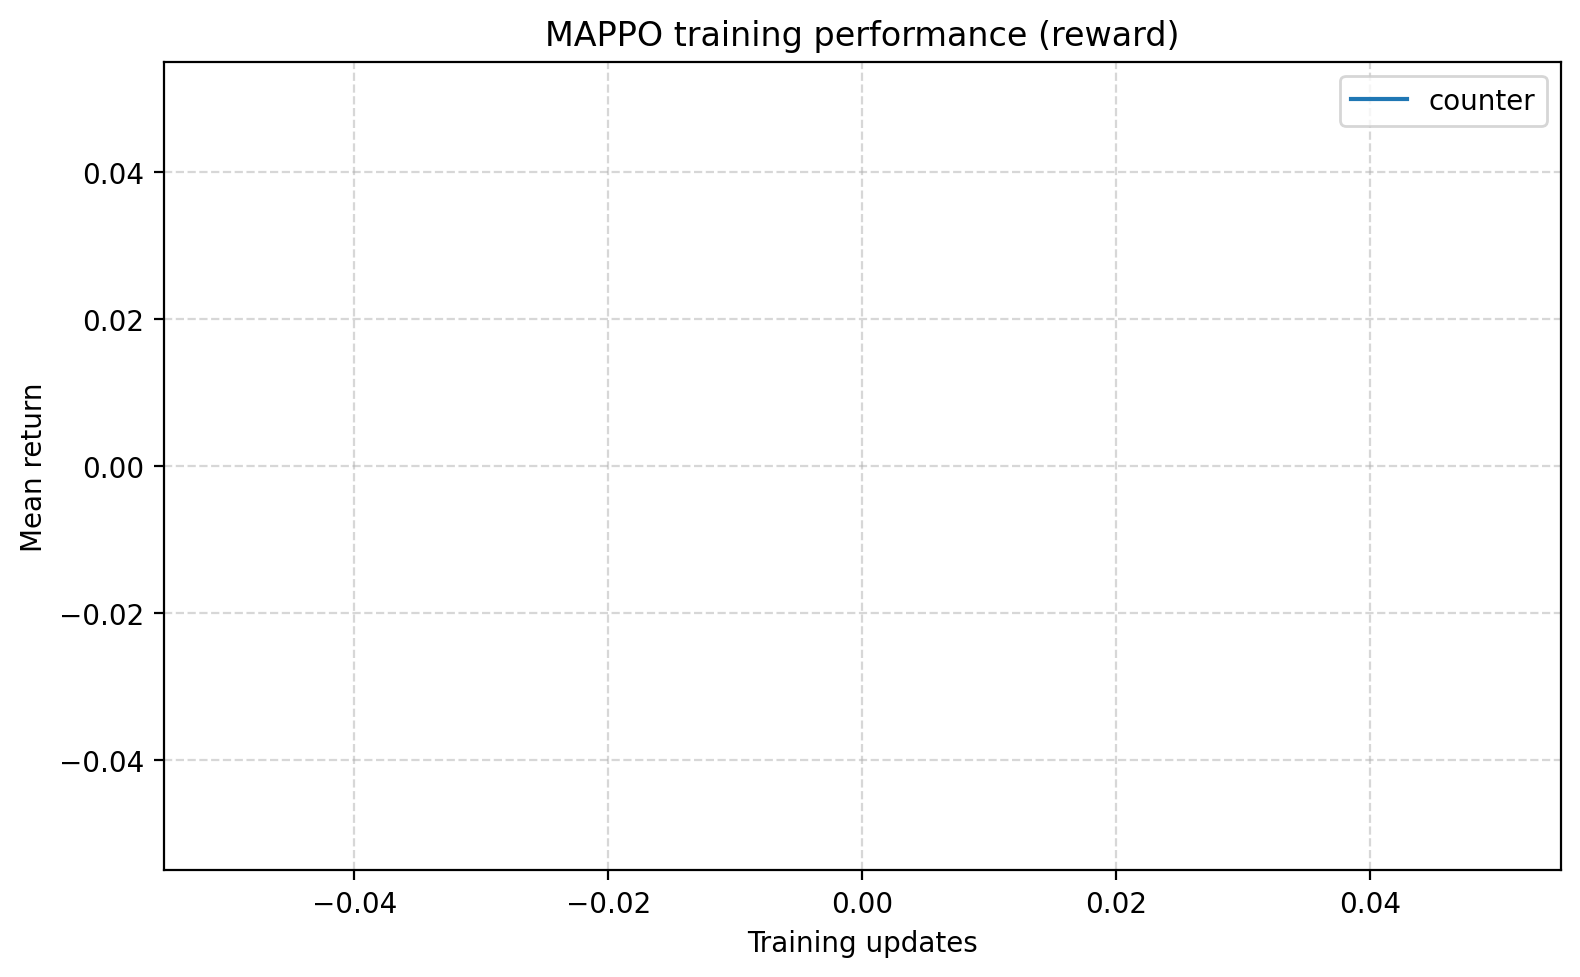 MAPPO training performance (reward)
counter
0.04
0.02
0.00
−0.02
−0.04
Mean return
−0.04 −0.02 0.00 0.02 0.04
Training updates